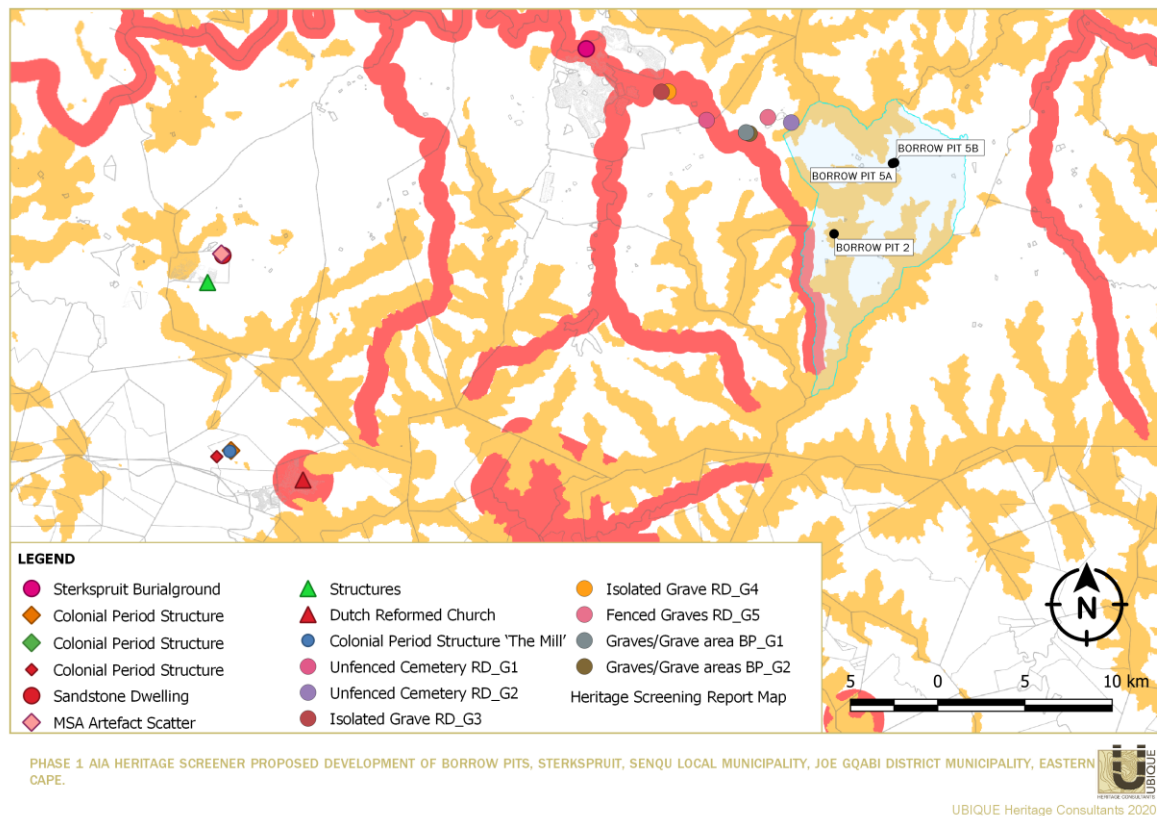 BORROW PIT 5B
BORROW PIT 5A
BORROW PIT 2
LEGEND
Sterkspruit Burialground
Colonial Period Structure
Colonial Period Structure
Colonial Period Structure
Sandstone Dwelling
MSA Artefact Scatter
Structures
Dutch Reformed Church
Colonial Period Structure 'The Mill'
Unfenced Cemetery RD_G1
Unfenced Cemetery RD_G2
Isolated Grave RD_G3
Isolated Grave RD_G4
Fenced Graves RD_G5
Graves/Grave area BP_G1
Graves/Grave areas BP_G2
Heritage Screening Report Map
N
5 0 5 10 km
PHASE 1 AIA HERITAGE SCREENER PROPOSED DEVELOPMENT OF BORROW PITS, STERKSPRUIT, SENQU LOCAL MUNICIPALITY, JOE GQABI DISTRICT MUNICIPALITY, EASTERN
CAPE.
UBIQUE
HERITAGE CONSULTANTS
UBIQUE Heritage Consultants 2020